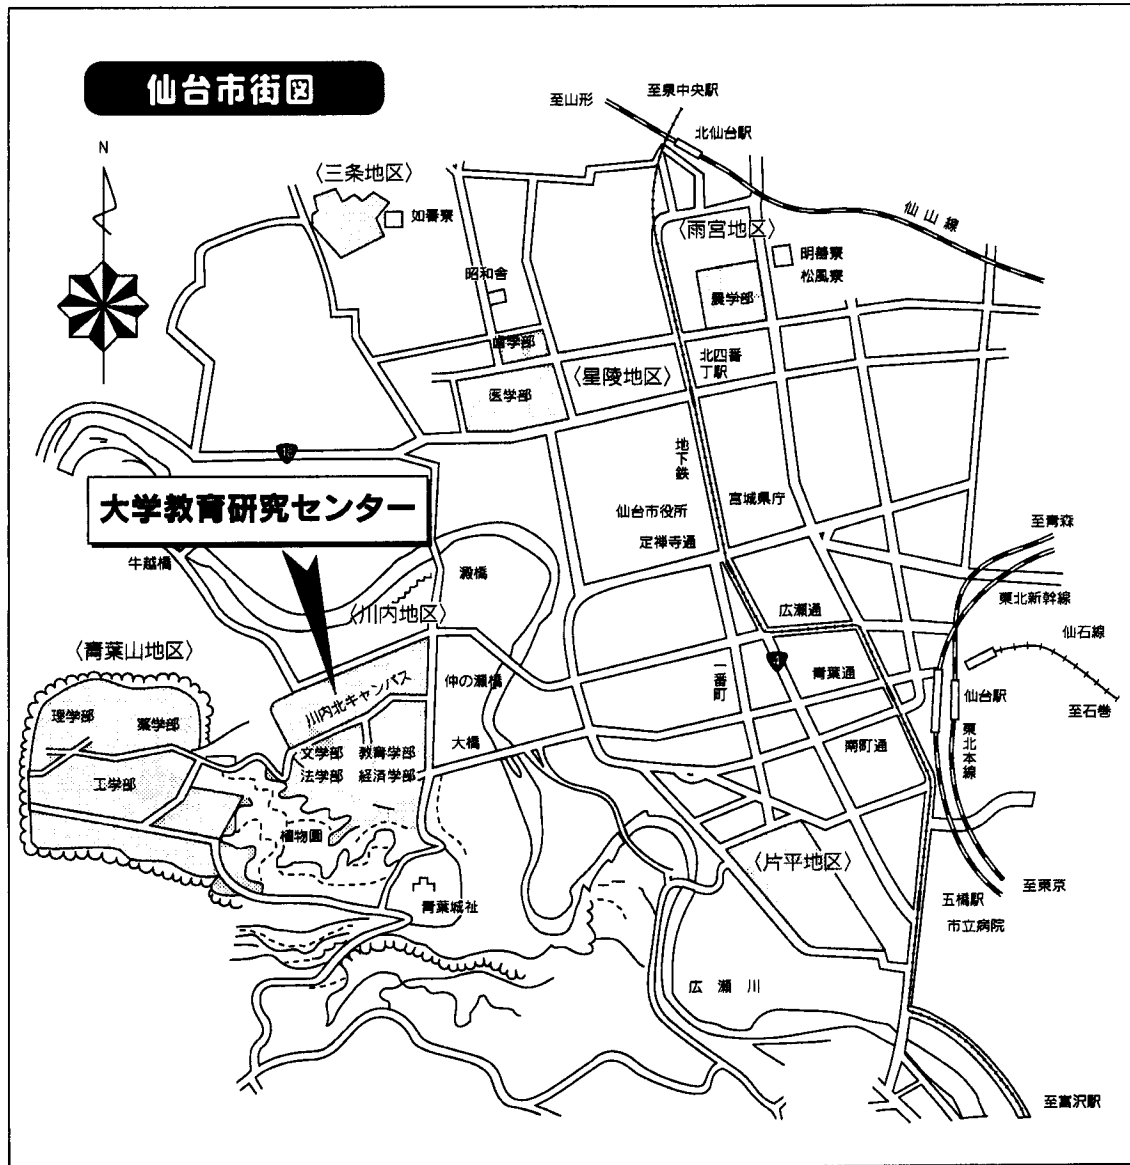 仙台市街図
N
至山形
至泉中央駅
北仙台駅
仙山線
〈三条地区〉
如春寮
〈雨宮地区〉
明善寮
松風寮
昭和舎
農学部
歯学部
北四番
丁駅
〈星陵地区〉
医学部
地下鉄
大学教育研究センター
宮城県庁
仙台市役所
定禅寺通
至青森
牛越橋
澱橋
東北新幹線
〈川内地区〉
広瀬通
仙石線
〈青葉山地区〉
川内北キャンパス
仲の瀬橋
一番町
青葉通
仙台駅
至石巻
理学部
薬学部
大橋
南町通
東北本線
文学部
教育学部
法学部
経済学部
工学部
植物園
〈片平地区〉
青葉城祉
五橋駅
至東京
市立病院
広瀬川
至富沢駅